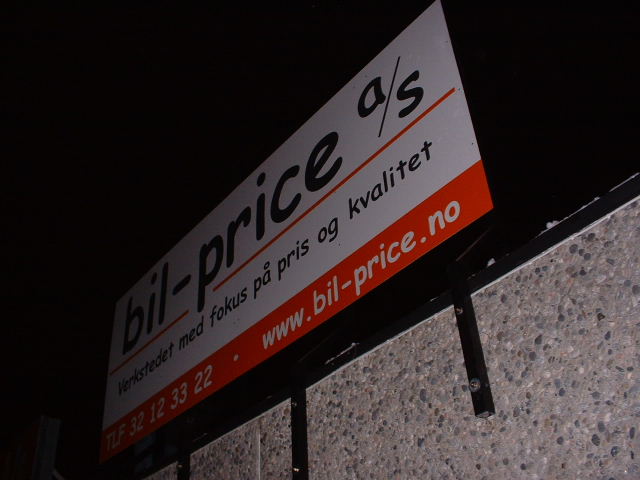 bil-price a/s
Verkstedet med fokus på pris og kvalitet
TLF 32 12 33 22 • www.bil-price.no